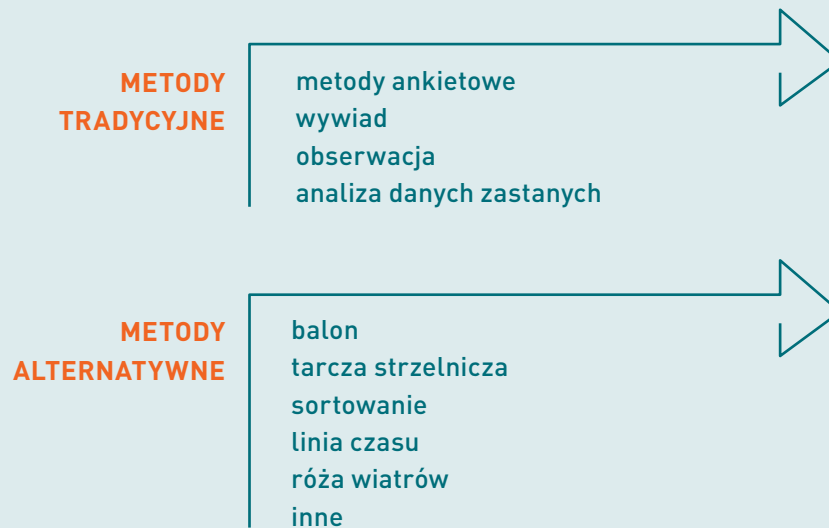 METODY
TRADYCYJNE
metody ankietowe
wywiad
obserwacja
analiza danych zastanych
METODY
ALTERNATYWNE
balon
tarcza strzelnicza
sortowanie
linia czasu
róża wiatrów
inne